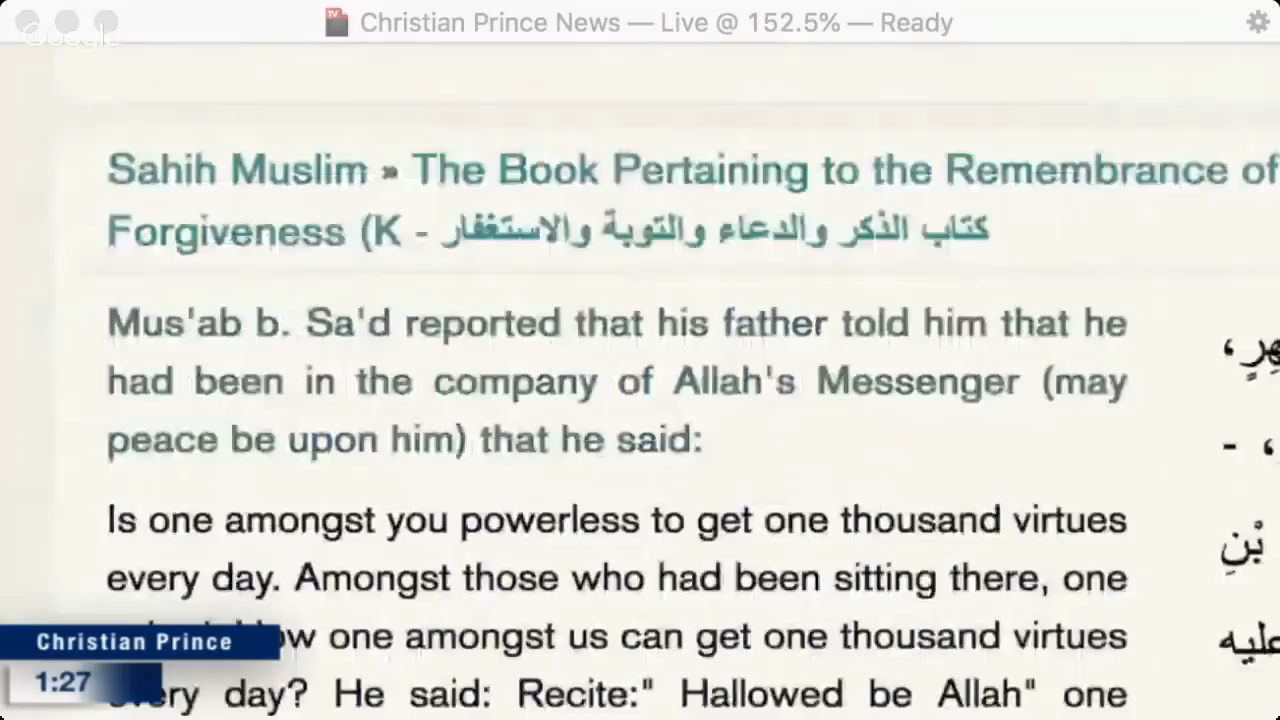 Christian Prince News — Live @ 152.5% — Ready
Google
Sahih Muslim » The Book Pertaining to the Remembrance of
Forgiveness (K - كتاب الذكر والدعاء والتوبة والاستغفار
Mus'ab b. Sa'd reported that his father told him that he
had been in the company of Allah's Messenger (may
peace be upon him) that he said:
Is one amongst you powerless to get one thousand virtues
every day. Amongst those who had been sitting there, one
one amongst us can get one thousand virtues
day? He said: Recite:" Hallowed be Allah" one
بْنِ
عليه
Christian Prince
1:27